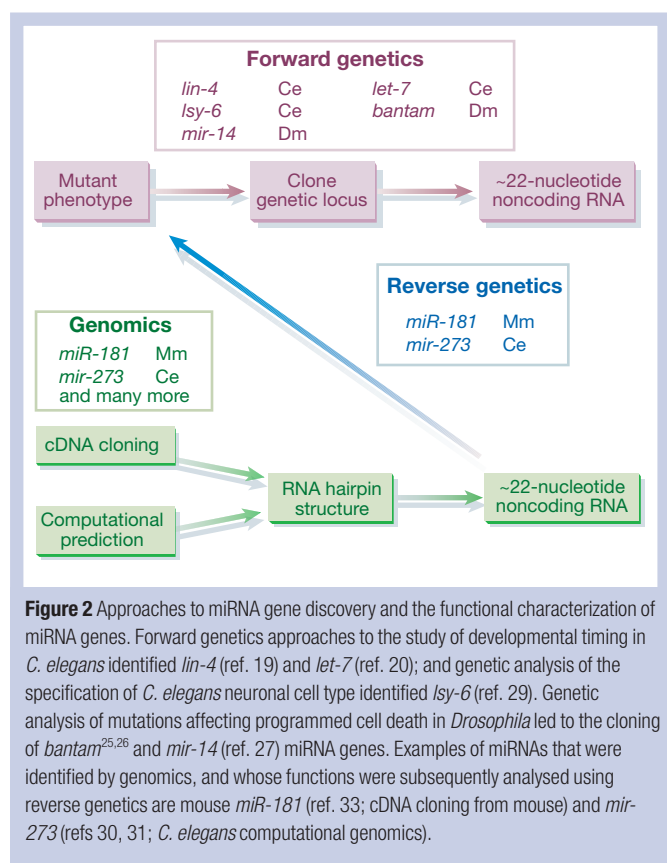 Forward genetics
lin-4 Ce let-7 Ce
lsy-6 Ce bantam Dm
mir-14 Dm
Mutant
phenotype
Clone
genetic locus
~22-nucleotide
noncoding RNA
Reverse genetics
miR-181 Mm
mir-273 Ce
Genomics
miR-181 Mm
mir-273 Ce
and many more
cDNA cloning
Computational
prediction
RNA hairpin
structure
~22-nucleotide
noncoding RNA
Figure 2 Approaches to miRNA gene discovery and the functional characterization of
miRNA genes. Forward genetics approaches to the study of developmental timing in
C. elegans identified lin-4 (ref. 19) and let-7 (ref. 20); and genetic analysis of the
specification of C. elegans neuronal cell type identified lsy-6 (ref. 29). Genetic
analysis of mutations affecting programmed cell death in Drosophila led to the cloning
of bantam25,26 and mir-14 (ref. 27) miRNA genes. Examples of miRNAs that were
identified by genomics, and whose functions were subsequently analysed using
reverse genetics are mouse miR-181 (ref. 33; cDNA cloning from mouse) and mir-
273 (refs 30, 31; C. elegans computational genomics).